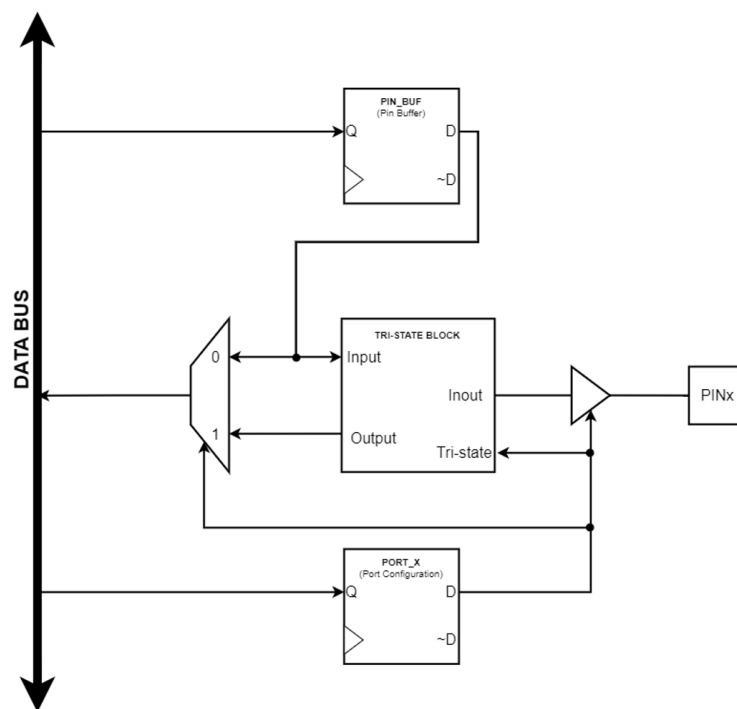 PIN_BUF
(Pin Buffer)
Q
D
~D
DATA BUS
TRI-STATE BLOCK
0
Input
Inout
PINx
1
Output
Tri-state
PORT_X
(Port Configuration)
Q
D
~D